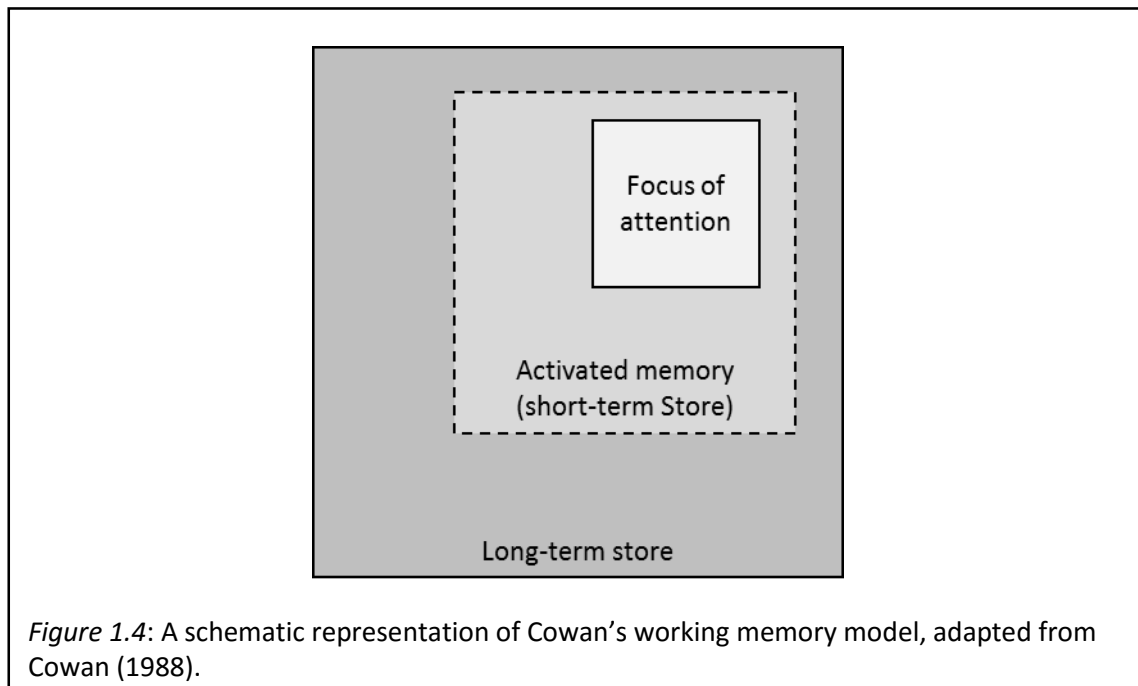 Focus of
attention
Activated memory
(short-term Store)
Long-term store
Figure 1.4: A schematic representation of Cowan’s working memory model, adapted from
Cowan (1988).